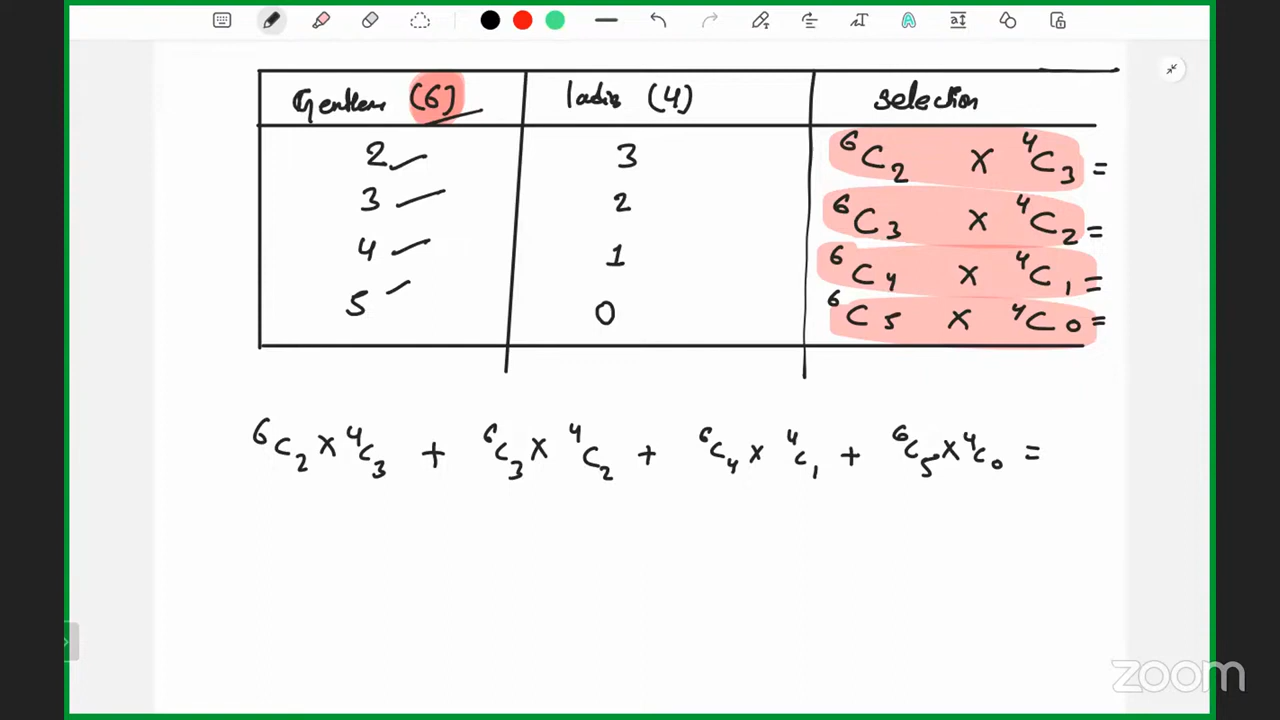 Gentlem (6) ladis (4) selection
2 3 ⁶C₂ X ⁴C₃ =
3 2 ⁶C₃ X ⁴C₂ =
4 1 ⁶C₄ X ⁴C₁ =
5 0 ⁶C₅ X ⁴C₀ =
⁶C₂ X ⁴C₃ + ⁶C₃ X ⁴C₂ + ⁶C₄ X ⁴C₁ + ⁶C₅ X ⁴C₀ =
zoom